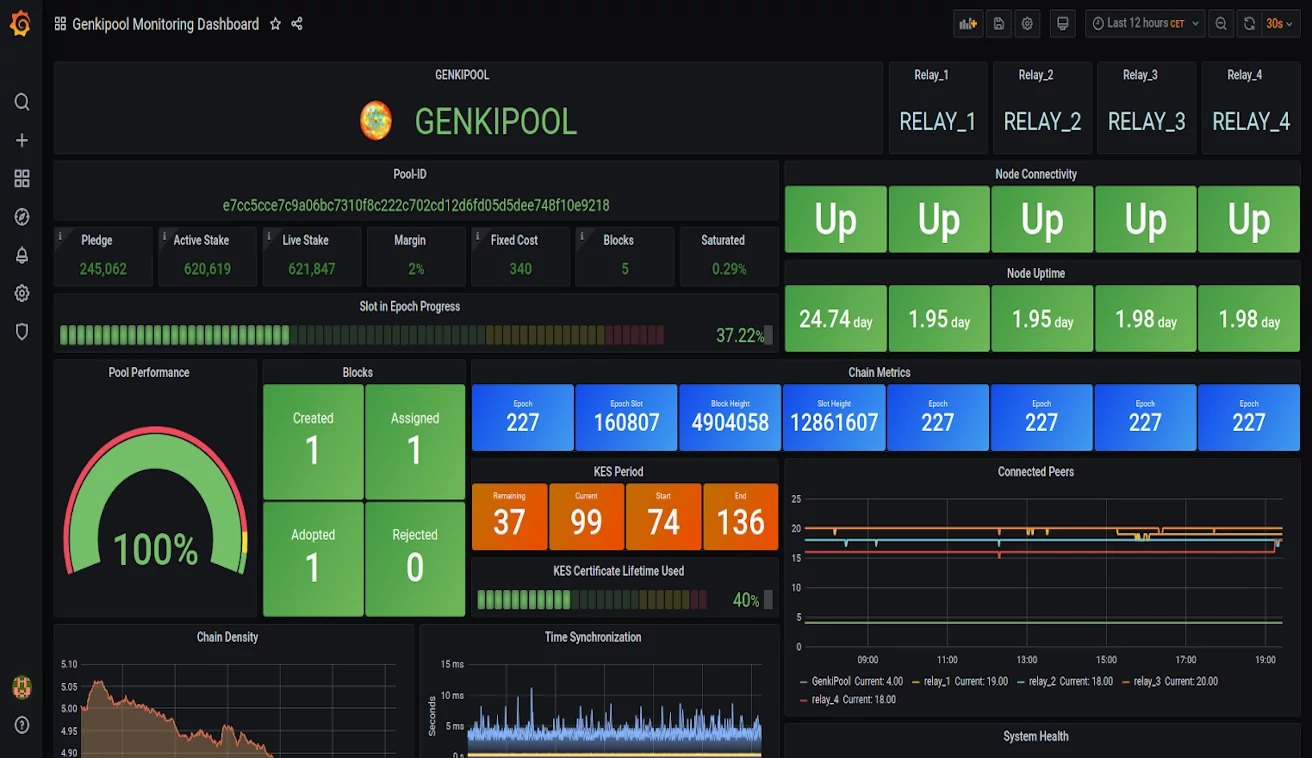 Genkipool Monitoring Dashboard
Last 12 hours CET
30s
GENKIPOOL
Relay_1
Relay_2
Relay_3
Relay_4
GENKIPOOL
RELAY_1
RELAY_2
RELAY_3
RELAY_4
Pool-ID
e7cc5cce7c9a06bc7310f8c222c702cd12d6fd05d5dee748f10e9218
Node Connectivity
Up
Up
Up
Up
Up
Pledge
245,062
Active Stake
620,619
Live Stake
621,847
Margin
2%
Fixed Cost
340
Blocks
5
Saturated
0.29%
Node Uptime
24.74 day
1.95 day
1.95 day
1.98 day
1.98 day
Slot in Epoch Progress
37.22%
Pool Performance
100%
Blocks
Created
1
Assigned
1
Adopted
1
Rejected
0
Chain Metrics
Epoch
227
Epoch Slot
160807
Block Height
4904058
Slot Height
12861607
Epoch
227
Epoch
227
Epoch
227
Epoch
227
KES Period
Remaining
37
Current
99
Start
74
End
136
KES Certificate Lifetime Used
40%
Connected Peers
25
20
15
10
5
0
09:00
11:00
13:00
15:00
17:00
19:00
GenkiPool Current: 4.00
relay_1 Current: 19.00
relay_2 Current: 18.00
relay_3 Current: 20.00
relay_4 Current: 18.00
Chain Density
5.10
5.05
5.00
4.95
4.90
Time Synchronization
Seconds
15 ms
10 ms
5 ms
0 s
System Health